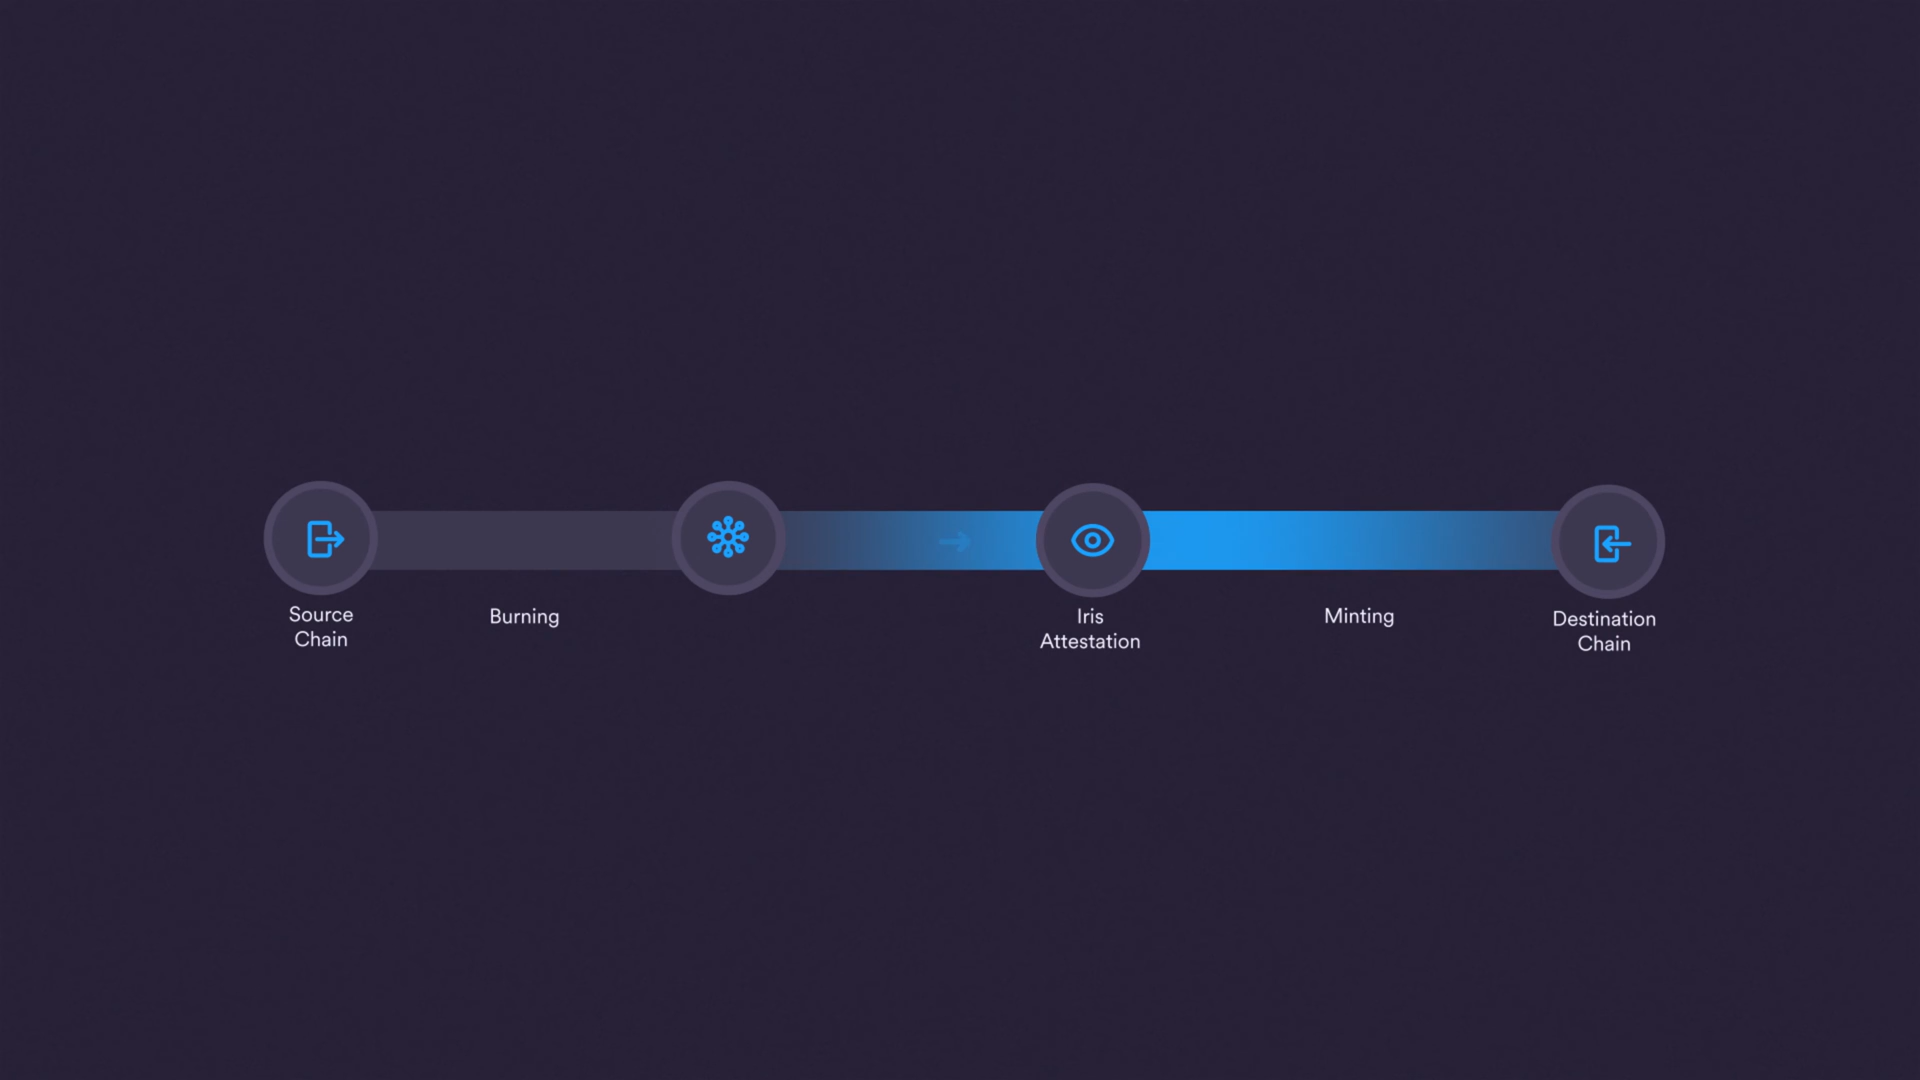 Source
Chain
Burning
Iris
Attestation
Minting
Destination
Chain